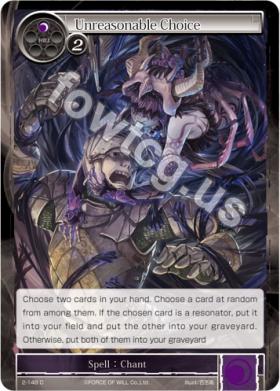 Unreasonable Choice
WILL
2
fowtcg.us
Choose two cards in your hand. Choose a card at random
from among them. If the chosen card is a resonator, put it
into your field and put the other into your graveyard.
Otherwise, put both of them into your graveyard
Spell : Chant
2-148 C
©FORCE OF WILL Co.,Ltd.